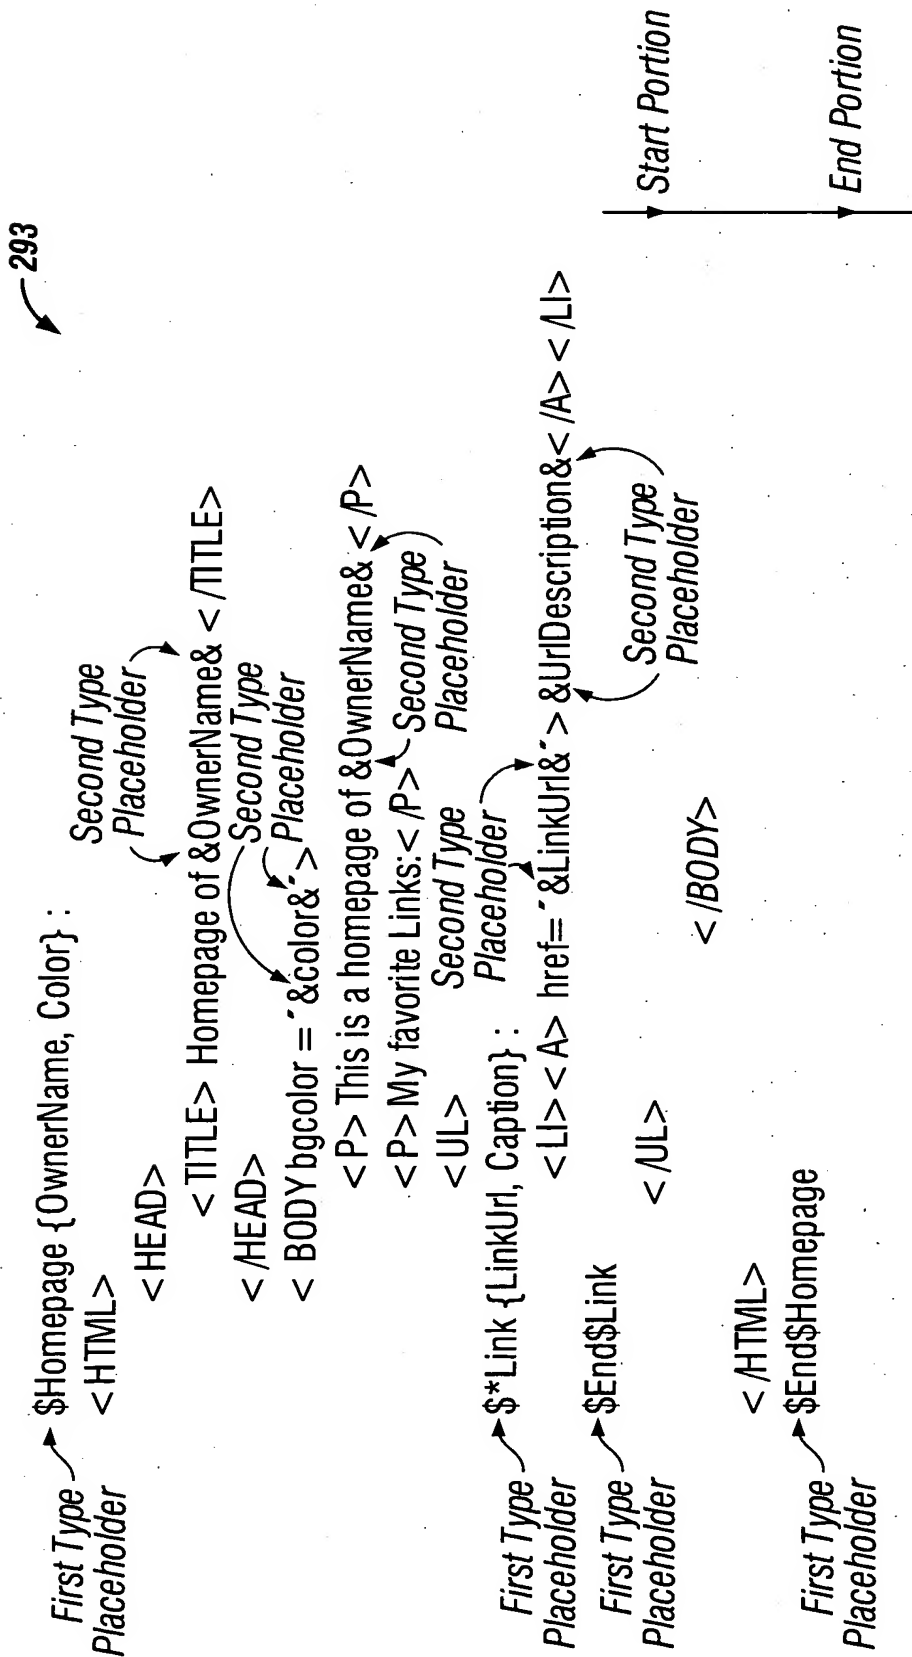 293
First Type
Placeholder
$Homepage {OwnerName, Color} :
<HTML>
<HEAD>
Second Type
Placeholder
<TITLE> Homepage of &OwnerName& </TITLE>
</HEAD>
Second Type
Placeholder
< BODY bgcolor = ˝&color&˝ >
<P> This is a homepage of &OwnerName& </P>
Second Type
Placeholder
<P> My favorite Links: </P>
<UL>
Second Type
Placeholder
First Type
Placeholder
$*Link {LinkUrl, Caption} :
<LI> <A> href=˝&LinkUrl&˝> &UrlDescription& </A> </LI>
Second Type
Placeholder
First Type
Placeholder
$End$Link
</UL>
</BODY>
</HTML>
First Type
Placeholder
$End$Homepage
Start Portion
End Portion